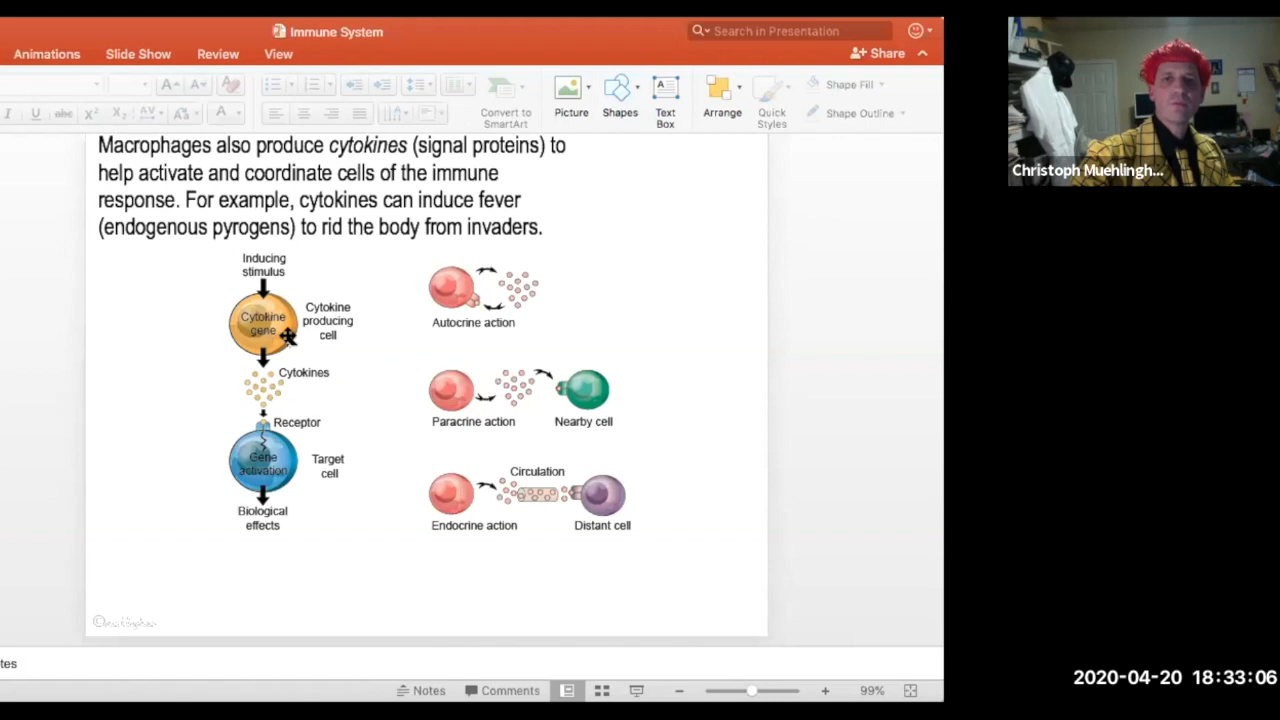 Immune System
Search in Presentation
Animations Slide Show Review View
Share
Convert to
SmartArt
Picture
Shapes
Text
Box
Arrange
Quick
Styles
Shape Fill
Shape Outline
Macrophages also produce cytokines (signal proteins) to
help activate and coordinate cells of the immune
response. For example, cytokines can induce fever
(endogenous pyrogens) to rid the body from invaders.
Inducing
stimulus
Cytokine
gene
Cytokine
producing
cell
Cytokines
Receptor
Gene
activation
Target
cell
Biological
effects
Autocrine action
Paracrine action
Nearby cell
Circulation
Endocrine action
Distant cell
tes
Notes
Comments
99%
Christoph Muehlingh...
2020-04-20 18:33:06